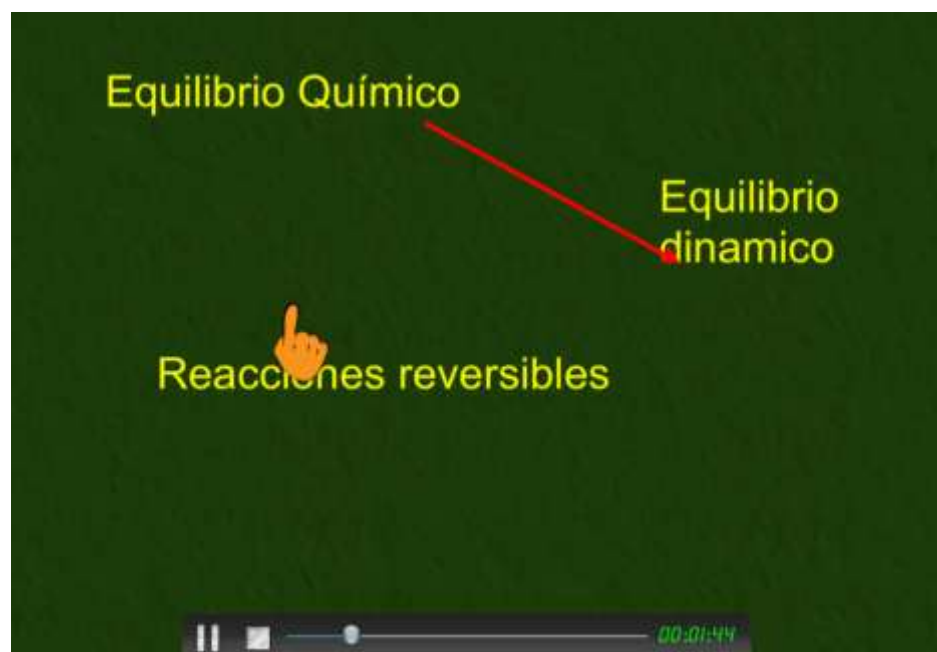 Equilibrio Químico
Equilibrio
dinamico
Reacciones reversibles
00:01:44